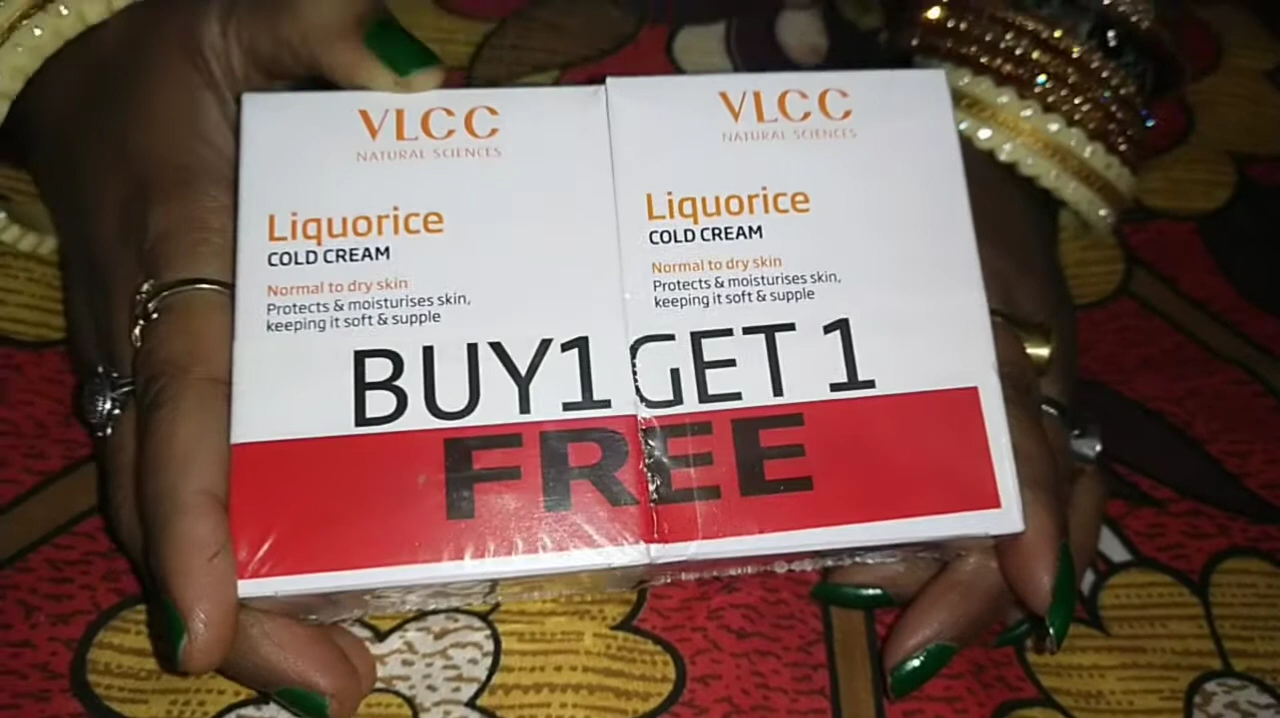 VLCC
NATURAL SCIENCES
Liquorice
COLD CREAM
Normal to dry skin
Protects & moisturises skin,
keeping it soft & supple
VLCC
NATURAL SCIENCES
Liquorice
COLD CREAM
Normal to dry skin
Protects & moisturises skin,
keeping it soft & supple
BUY1 GET 1
FREE